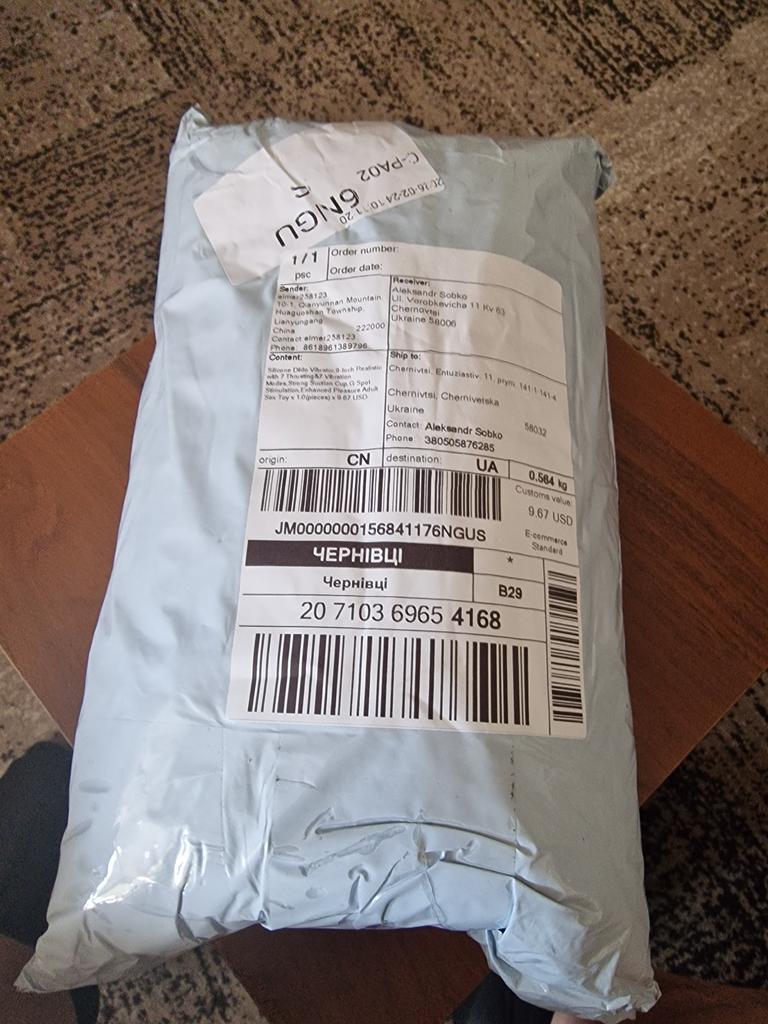 C-PA02
6NGU
1 / 1
psc
Order number:
Order date:
Sender:
elmer258123
10-1, Qianyunnan Mountain
Huaguoshan Township,
Lianyungang
222000
China
Contact elmer258123
Phone: 8618961389796
Receiver:
Aleksandr Sobko
Ul. Vorobkevicha 11 Kv 63
Chernovtsi
Ukraine 58006
Content:
Silicone Dildo Vibrator, 9 Inch Realistic
with 7 Thrusting&7 Vibration
Modes,Strong Suction Cup,G Spot
Stimulation,Enhanced Pleasure Adult
Sex Toy x 1.0(pieces) x 9.67 USD
Ship to:
Chernivtsi, Entuziastiv, 11, prym. 141-1-141-4
Chernivtsi, Chernivetska
Ukraine
58032
Contact: Aleksandr Sobko
Phone: 380505876285
origin: CN
destination: UA
0.564 kg
Customs value:
9.67 USD
E-commerce
Standard
JM0000000156841176NGUS
ЧЕРНІВЦІ
*
Чернівці
B29
20 7103 6965 4168